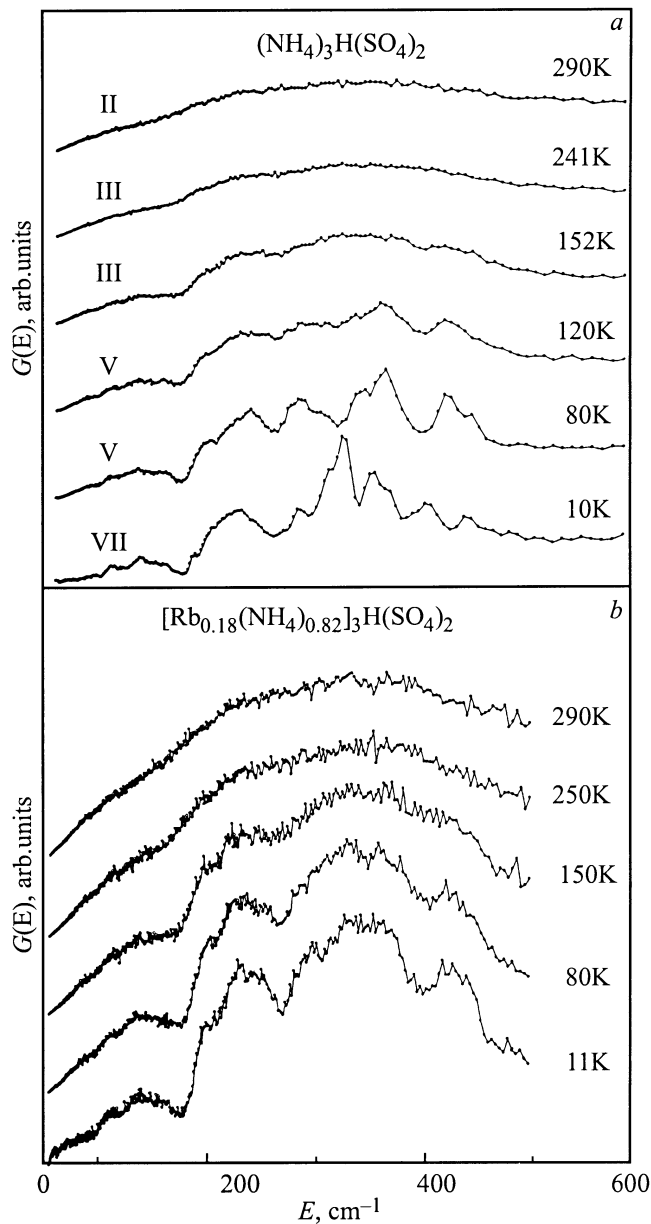 a
(NH₄)₃H(SO₄)₂
290K
II
241K
III
152K
III
120K
V
80K
V
10K
VII
G(E), arb.units
b
[Rb₀.₁₈(NH₄)₀.₈₂]₃H(SO₄)₂
290K
250K
150K
80K
11K
G(E), arb.units
0 200 400 600
E, cm⁻¹